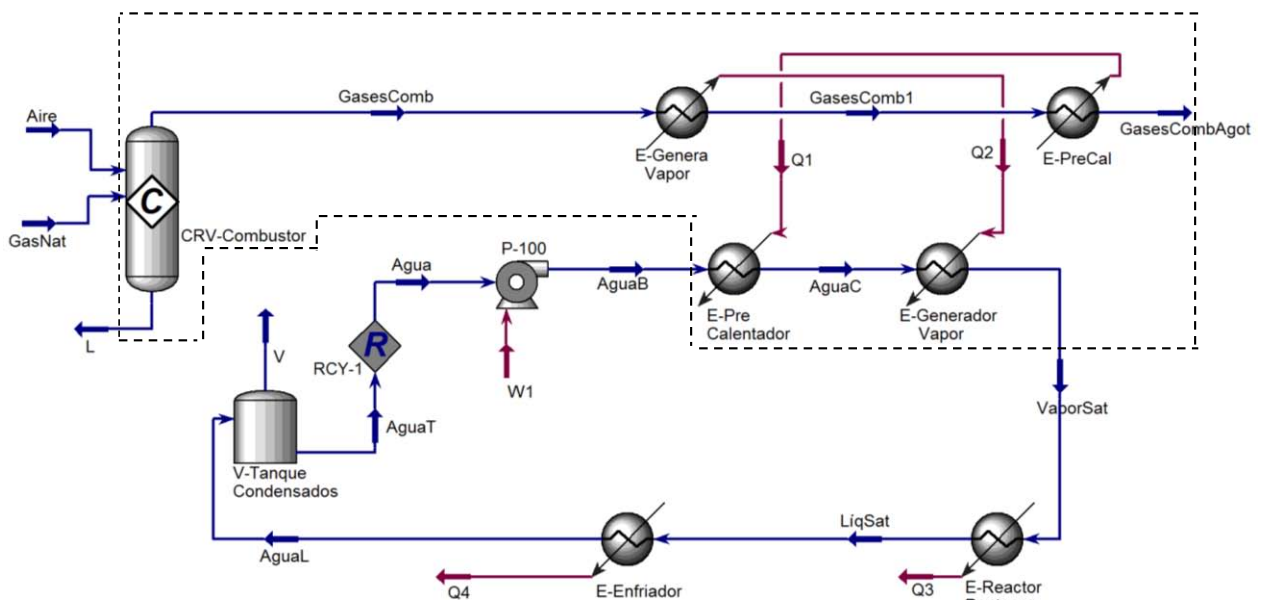 GasesComb
GasesComb1
Aire
GasesCombAgot
E-Genera
Vapor
Q1
Q2
E-PreCal
C
GasNat
CRV-Combustor
P-100
Agua
AguaB
AguaC
E-Pre
Calentador
E-Generador
Vapor
L
V
R
RCY-1
W1
VaporSat
AguaT
V-Tanque
Condensados
LíqSat
AguaL
Q4
E-Enfriador
Q3
E-Reactor